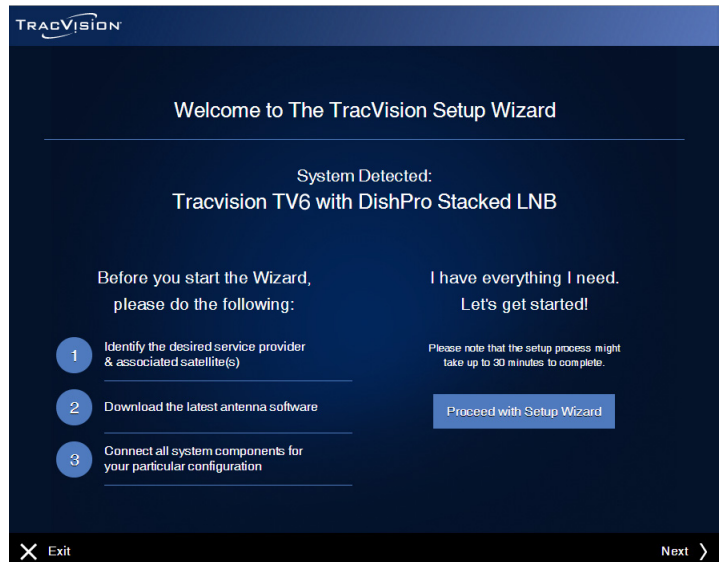 TRACVISION
Welcome to The TracVision Setup Wizard
System Detected:
Tracvision TV6 with DishPro Stacked LNB
Before you start the Wizard,
please do the following:
1
Identify the desired service provider
& associated satellite(s)
2
Download the latest antenna software
3
Connect all system components for
your particular configuration
I have everything I need.
Let's get started!
Please note that the setup process might
take up to 30 minutes to complete.
Proceed with Setup Wizard
Exit
Next